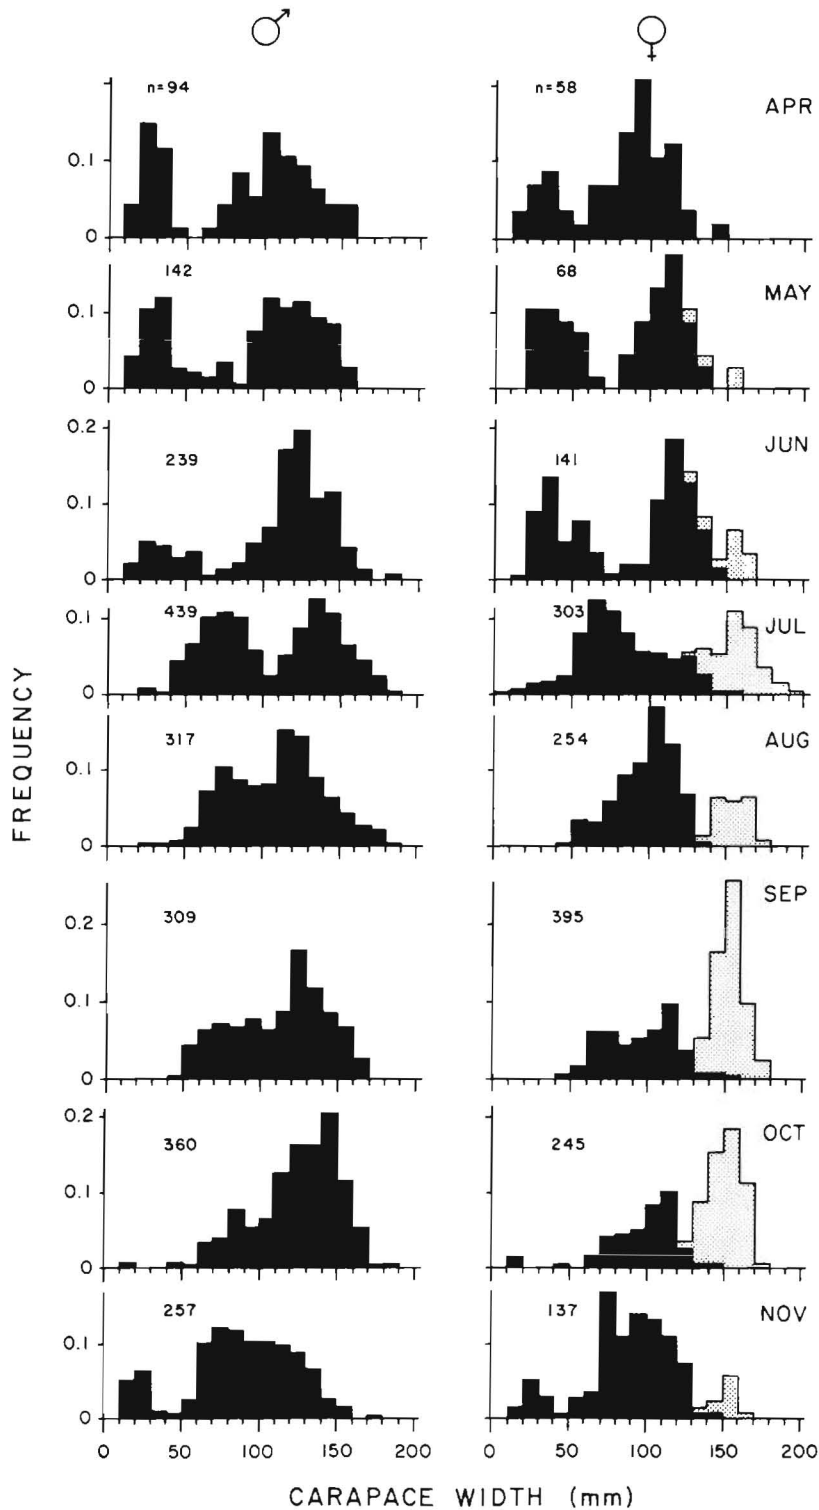 ♂ ♀
n=94 n=58 APR
0.1
0
142 68 MAY
0.1
0
0.2
239 141 JUN
0.1
0
0.1 439 303 JUL
0
317 254 AUG
0.1
0
309 395 SEP
0.2
0.1
0
0.2
360 245 OCT
0.1
0
257 137 NOV
0.1
0
0 50 100 150 200 0 50 100 150 200
FREQUENCY
CARAPACE WIDTH (mm)